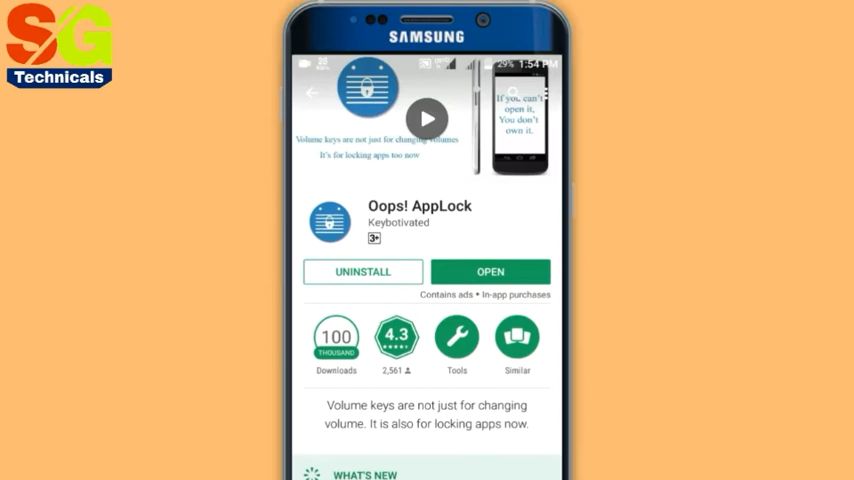 SG
Technicals
SAMSUNG
29% 1:54 PM
If you can't
open it,
You don't
own it.
Volume keys are not just for changing volumes
It's for locking apps too now
Oops! AppLock
Keybotivated
3+
UNINSTALL
OPEN
Contains ads • In-app purchases
100
THOUSAND
4.3
Downloads
2,561
Tools
Similar
Volume keys are not just for changing
volume. It is also for locking apps now.
WHAT'S NEW